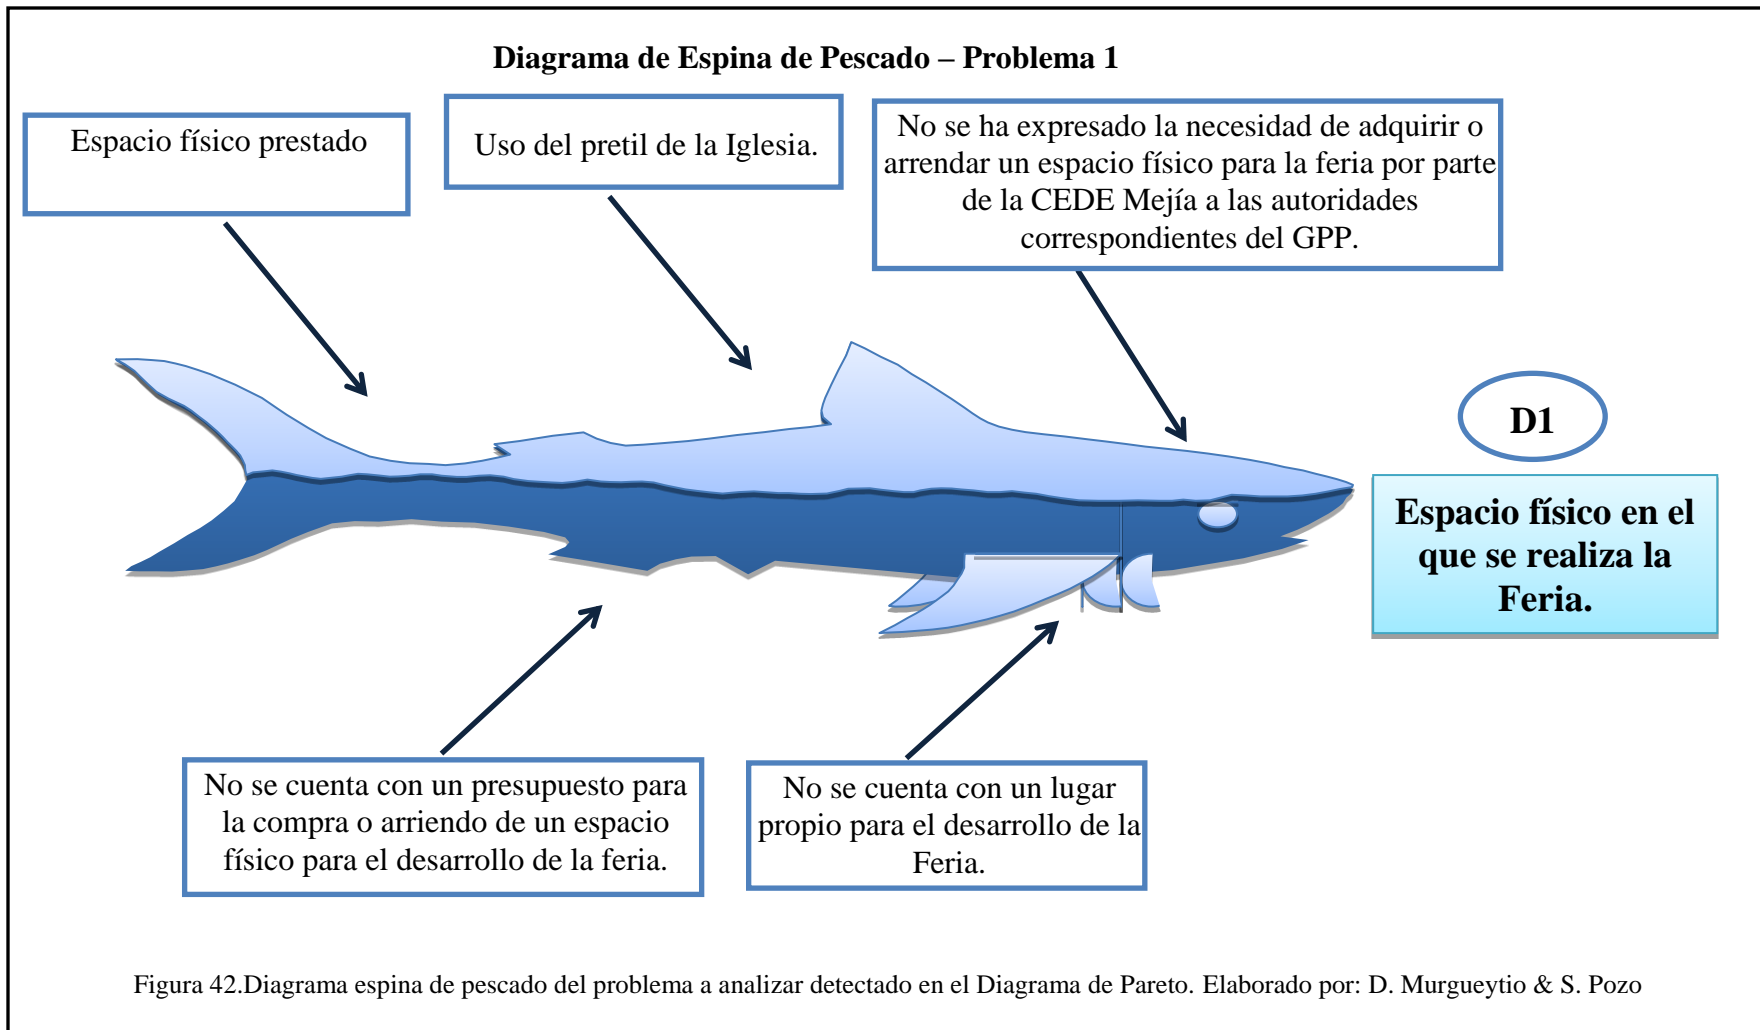 Diagrama de Espina de Pescado – Problema 1
Espacio físico prestado
Uso del pretil de la Iglesia.
No se ha expresado la necesidad de adquirir o
arrendar un espacio físico para la feria por parte
de la CEDE Mejía a las autoridades
correspondientes del GPP.
D1
Espacio físico en el
que se realiza la
Feria.
No se cuenta con un presupuesto para
la compra o arriendo de un espacio
físico para el desarrollo de la feria.
No se cuenta con un lugar
propio para el desarrollo de la
Feria.
Figura 42.Diagrama espina de pescado del problema a analizar detectado en el Diagrama de Pareto. Elaborado por: D. Murgueytio & S. Pozo